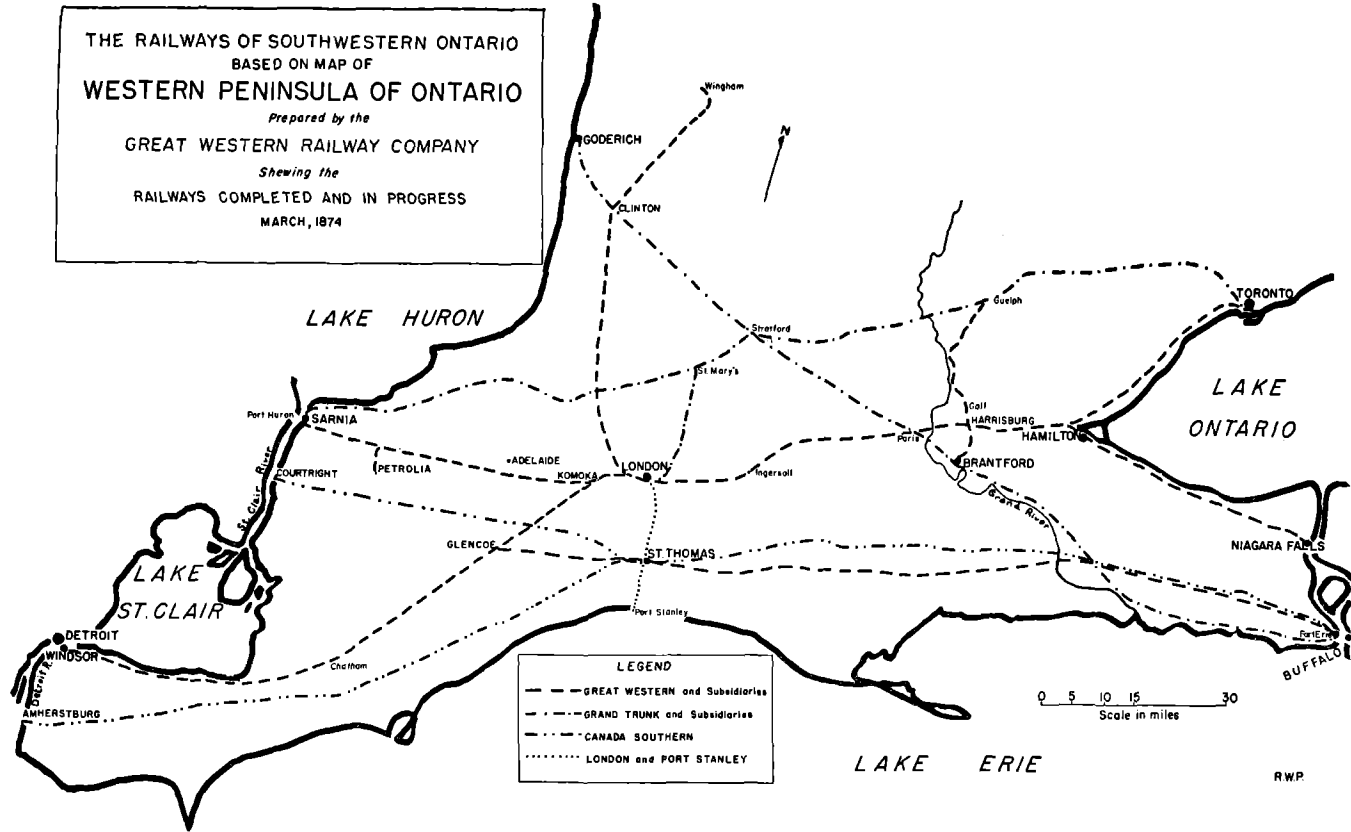 THE RAILWAYS OF SOUTHWESTERN ONTARIO
BASED ON MAP OF
WESTERN PENINSULA OF ONTARIO
Prepared by the
GREAT WESTERN RAILWAY COMPANY
Shewing the
RAILWAYS COMPLETED AND IN PROGRESS
MARCH, 1874
Wingham
N
GODERICH
CLINTON
Guelph
TORONTO
LAKE HURON
Stratford
St. Mary's
LAKE
ONTARIO
Port Huron
SARNIA
Galt
HARRISBURG
Paris
HAMILTON
St. Clair River
COURTRIGHT
PETROLIA
ADELAIDE
KOMOKA
LONDON
Ingersoll
BRANTFORD
Grand River
GLENCOE
ST. THOMAS
NIAGARA FALLS
LAKE
ST. CLAIR
Port Stanley
DETROIT
WINDSOR
Detroit R.
Chatham
Fort Erie
BUFFALO
AMHERSTBURG
LEGEND
GREAT WESTERN and Subsidiaries
GRAND TRUNK and Subsidiaries
CANADA SOUTHERN
LONDON and PORT STANLEY
0 5 10 15 30
Scale in miles
LAKE ERIE
R.W.P.